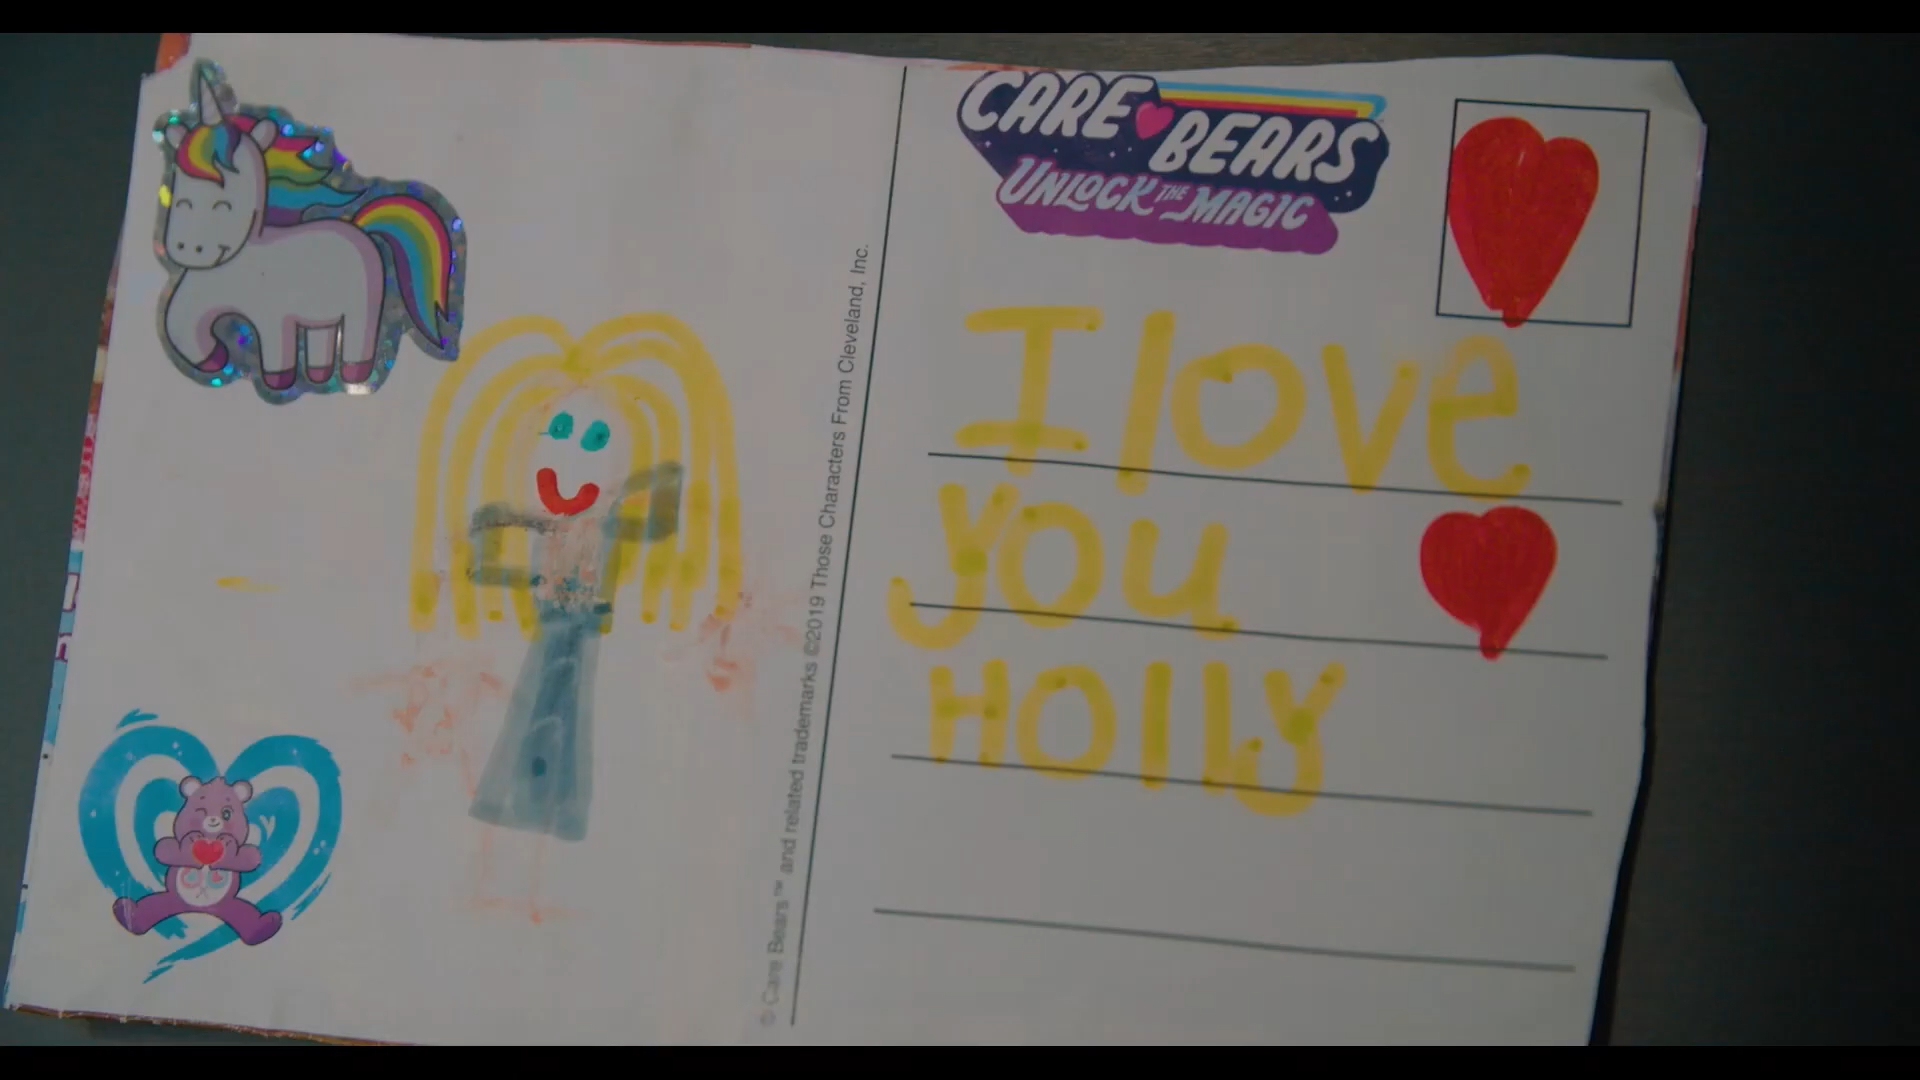 CARE BEARS
UNLOCK THE MAGIC
I love
you
Holly
© Care Bears™ and related trademarks ©2019 Those Characters From Cleveland, Inc.